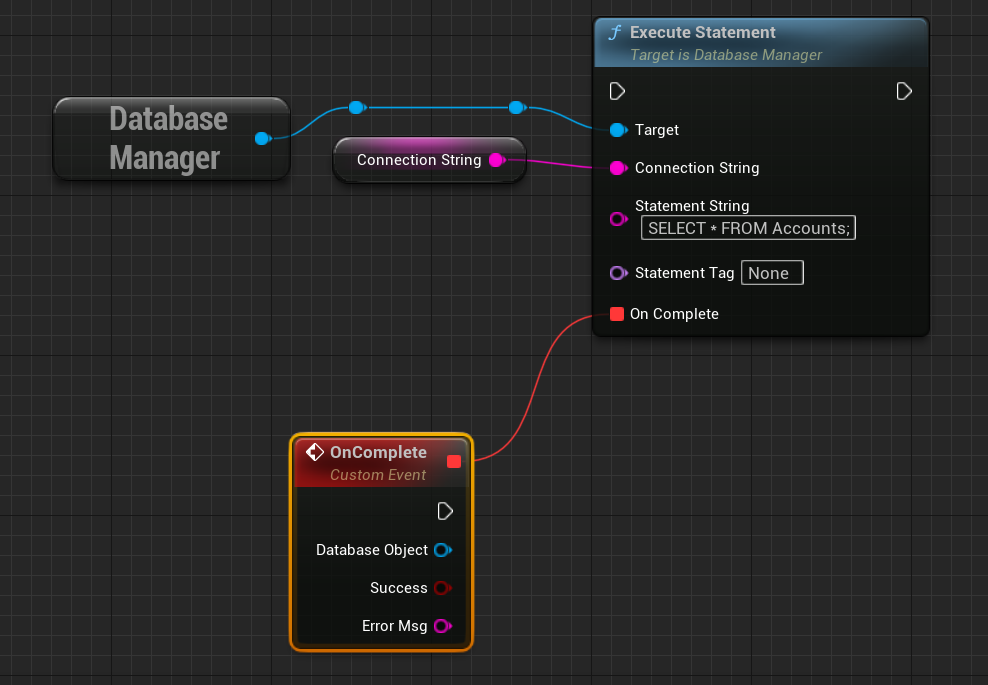 Execute Statement
Target is Database Manager
Database
Manager
Target
Connection String
Connection String
Statement String
SELECT * FROM Accounts;
Statement Tag None
On Complete
OnComplete
Custom Event
Database Object
Success
Error Msg